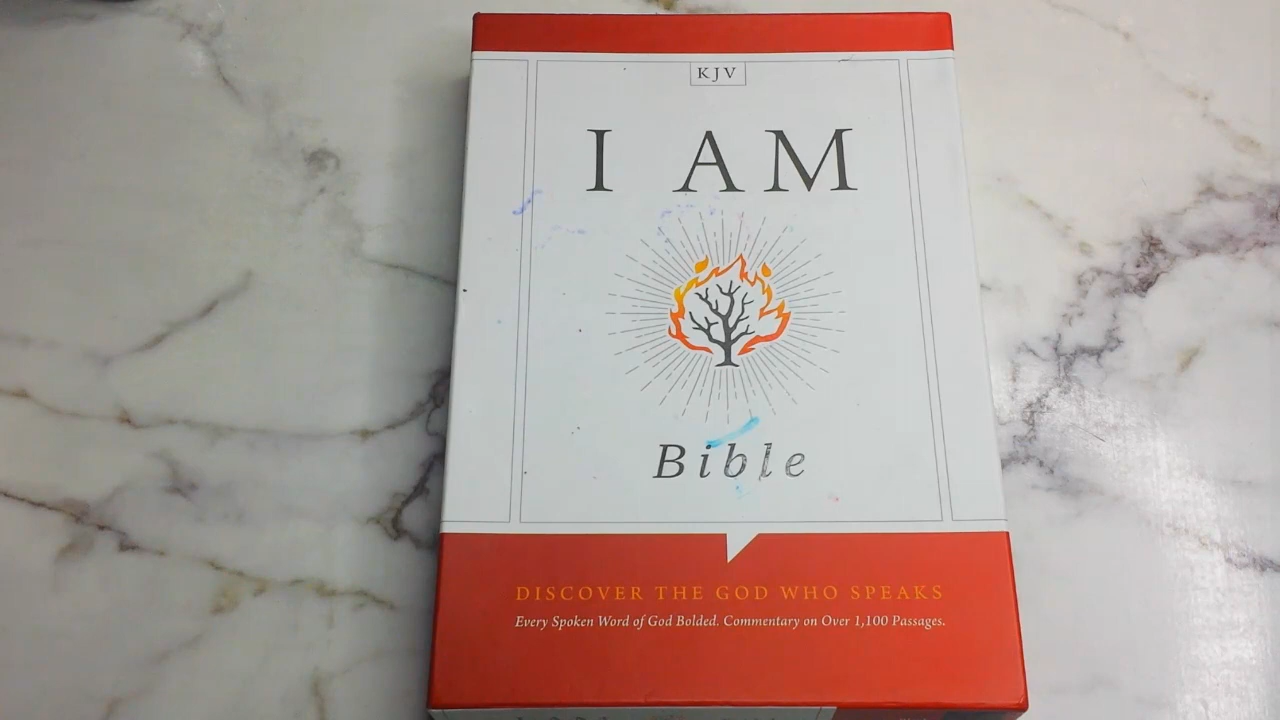 KJV
I AM
Bible
DISCOVER THE GOD WHO SPEAKS
Every Spoken Word of God Bolded. Commentary on Over 1,100 Passages.